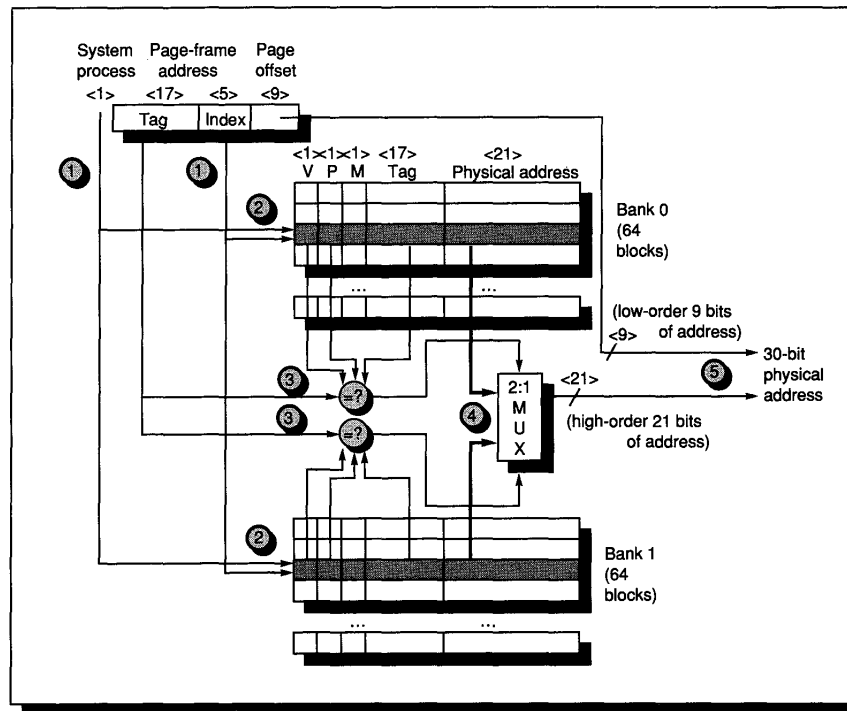 System process
Page-frame address
Page offset
<1>
<17>
<5>
<9>
Tag
Index
1
1
<1>
<1>
<1>
<17>
<21>
V
P
M
Tag
Physical address
2
Bank 0
(64
blocks)
...
...
(low-order 9 bits
of address)
<9>
3
=?
3
=?
4
2:1
M
U
X
<21>
5
30-bit
physical
address
(high-order 21 bits
of address)
2
Bank 1
(64
blocks)
...
...